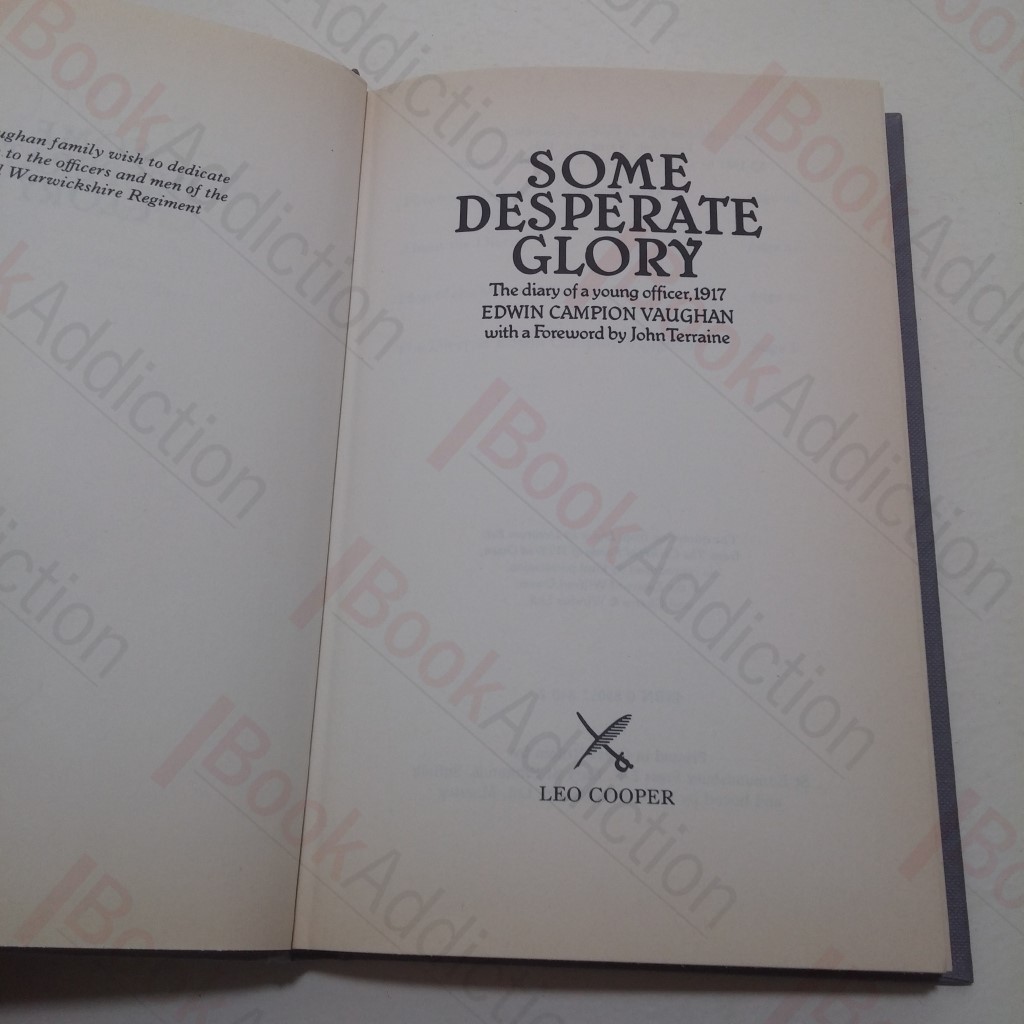 ughan family wish to dedicate
to the officers and men of the
Warwickshire Regiment
SOME
DESPERATE
GLORY
The diary of a young officer, 1917
EDWIN CAMPION VAUGHAN
with a Foreword by John Terraine
LEO COOPER
BookAddiction